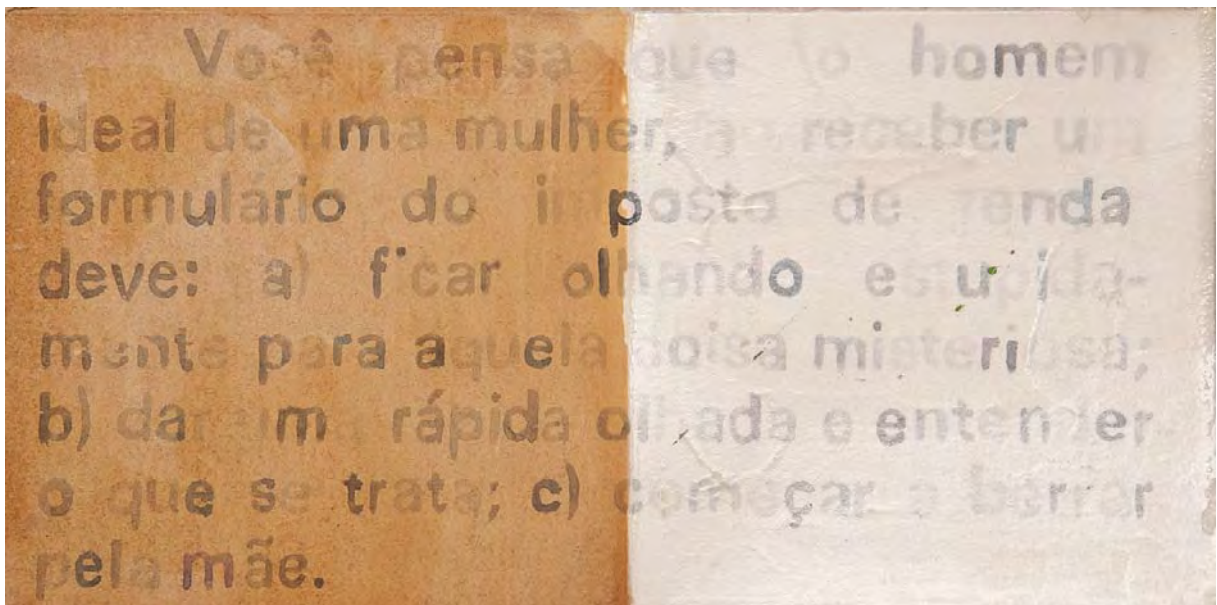 Você pensa que o homem
ideal de uma mulher, ao receber um
formulário do imposto de renda
deve: a) ficar olhando estupida-
mente para aquela coisa misteriosa;
b) dar uma rápida olhada e entender
o que se trata; c) começar a berrar
pela mãe.